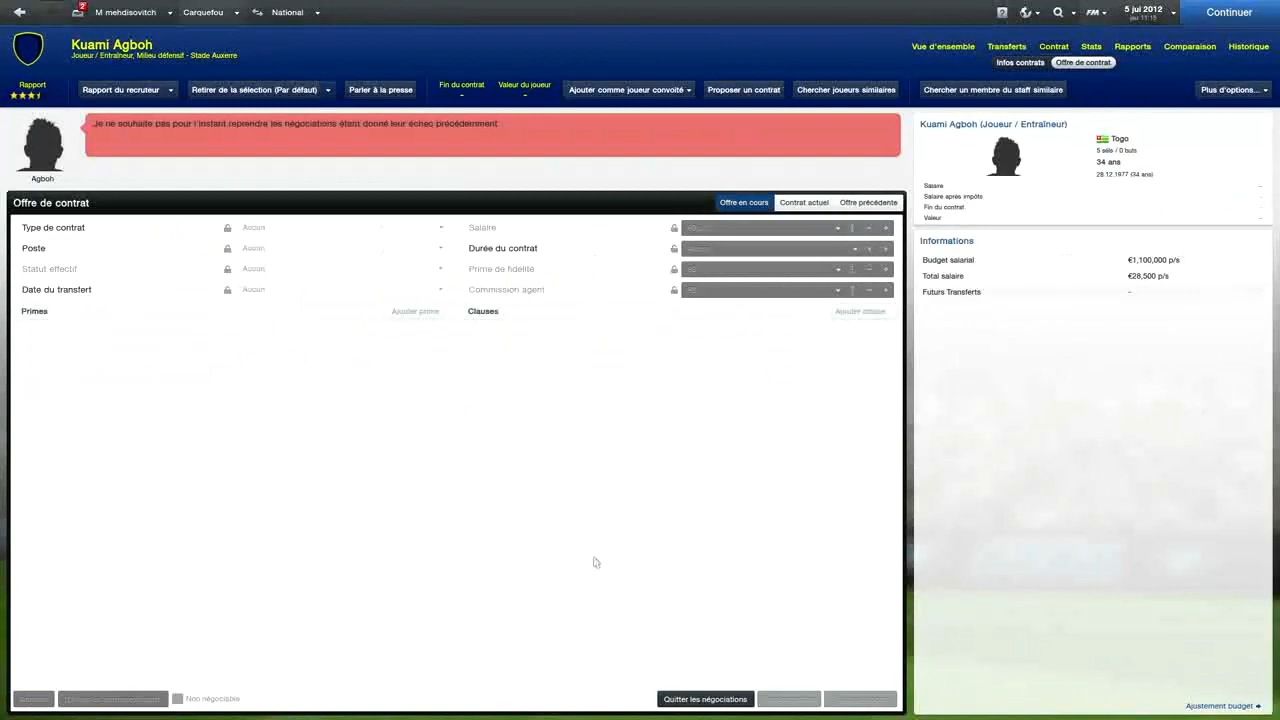 2
M mehdisovitch
Carquefou
National
?
FM
5 jui 2012
jeu 11:15
Continuer
Kuami Agboh
Joueur / Entraîneur, Milieu défensif - Stade Auxerre
Vue d'ensemble
Transferts
Contrat
Stats
Rapports
Comparaison
Historique
Infos contrats
Offre de contrat
Rapport
Rapport du recruteur
Retirer de la sélection (Par défaut)
Parler à la presse
Fin du contrat
-
Valeur du joueur
-
Ajouter comme joueur convoité
Proposer un contrat
Chercher joueurs similaires
Chercher un membre du staff similaire
Plus d'options...
Je ne souhaite pas pour l'instant reprendre les négociations étant donné leur échec précédemment
Agboh
Kuami Agboh (Joueur / Entraîneur)
Togo
5 séls / 0 buts
34 ans
28.12.1977 (34 ans)
Salaire -
Salaire après impôts -
Fin du contrat -
Valeur -
Offre de contrat
Offre en cours
Contrat actuel
Offre précédente
Type de contrat Aucun
Salaire
Poste Aucun
Durée du contrat
Statut effectif Aucun
Prime de fidélité
Date du transfert Aucun
Commission agent
Primes
Ajouter prime
Clauses
Ajouter clause
Informations
Budget salarial €1,100,000 p/s
Total salaire €28,500 p/s
Futurs Transferts -
Non négociable
Quitter les négociations
Ajustement budget